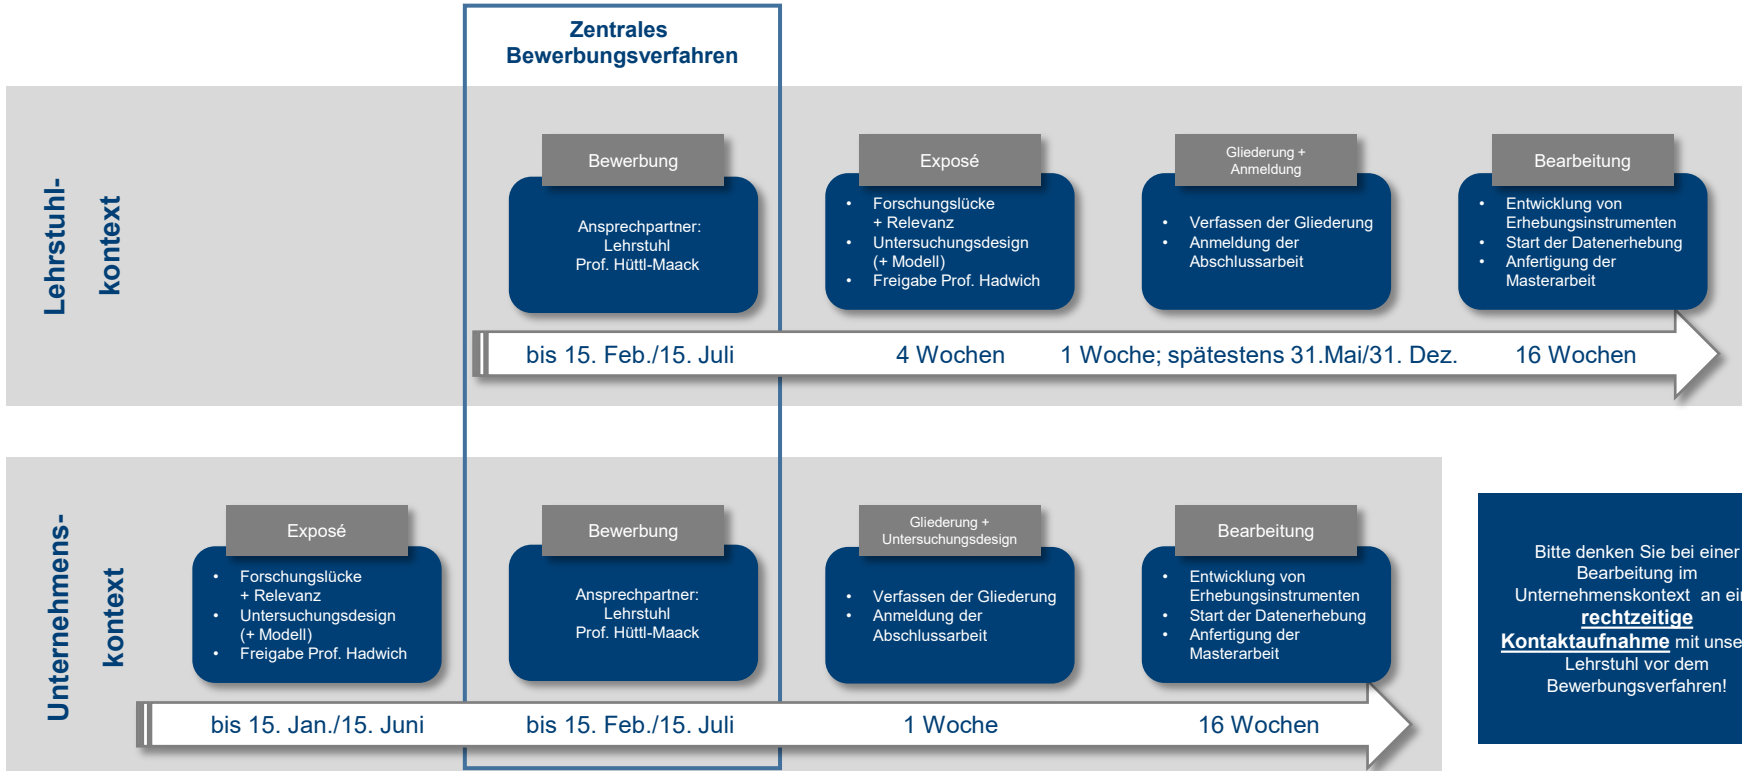 Zentrales
Bewerbungsverfahren
Lehrstuhl-
kontext
Bewerbung
Ansprechpartner:
Lehrstuhl
Prof. Hüttl-Maack
Exposé
• Forschungslücke
+ Relevanz
• Untersuchungsdesign
(+ Modell)
• Freigabe Prof. Hadwich
Gliederung +
Anmeldung
• Verfassen der Gliederung
• Anmeldung der
Abschlussarbeit
Bearbeitung
• Entwicklung von
Erhebungsinstrumenten
• Start der Datenerhebung
• Anfertigung der
Masterarbeit
bis 15. Feb./15. Juli
4 Wochen
1 Woche; spätestens 31.Mai/31. Dez.
16 Wochen
Unternehmens-
kontext
Exposé
• Forschungslücke
+ Relevanz
• Untersuchungsdesign
(+ Modell)
• Freigabe Prof. Hadwich
Bewerbung
Ansprechpartner:
Lehrstuhl
Prof. Hüttl-Maack
Gliederung +
Untersuchungsdesign
• Verfassen der Gliederung
• Anmeldung der
Abschlussarbeit
Bearbeitung
• Entwicklung von
Erhebungsinstrumenten
• Start der Datenerhebung
• Anfertigung der
Masterarbeit
bis 15. Jan./15. Juni
bis 15. Feb./15. Juli
1 Woche
16 Wochen
Bitte denken Sie bei einer
Bearbeitung im
Unternehmenskontext an
rechtzeitige
Kontaktaufnahme mit
Lehrstuhl vor dem
Bewerbungsverfahren!